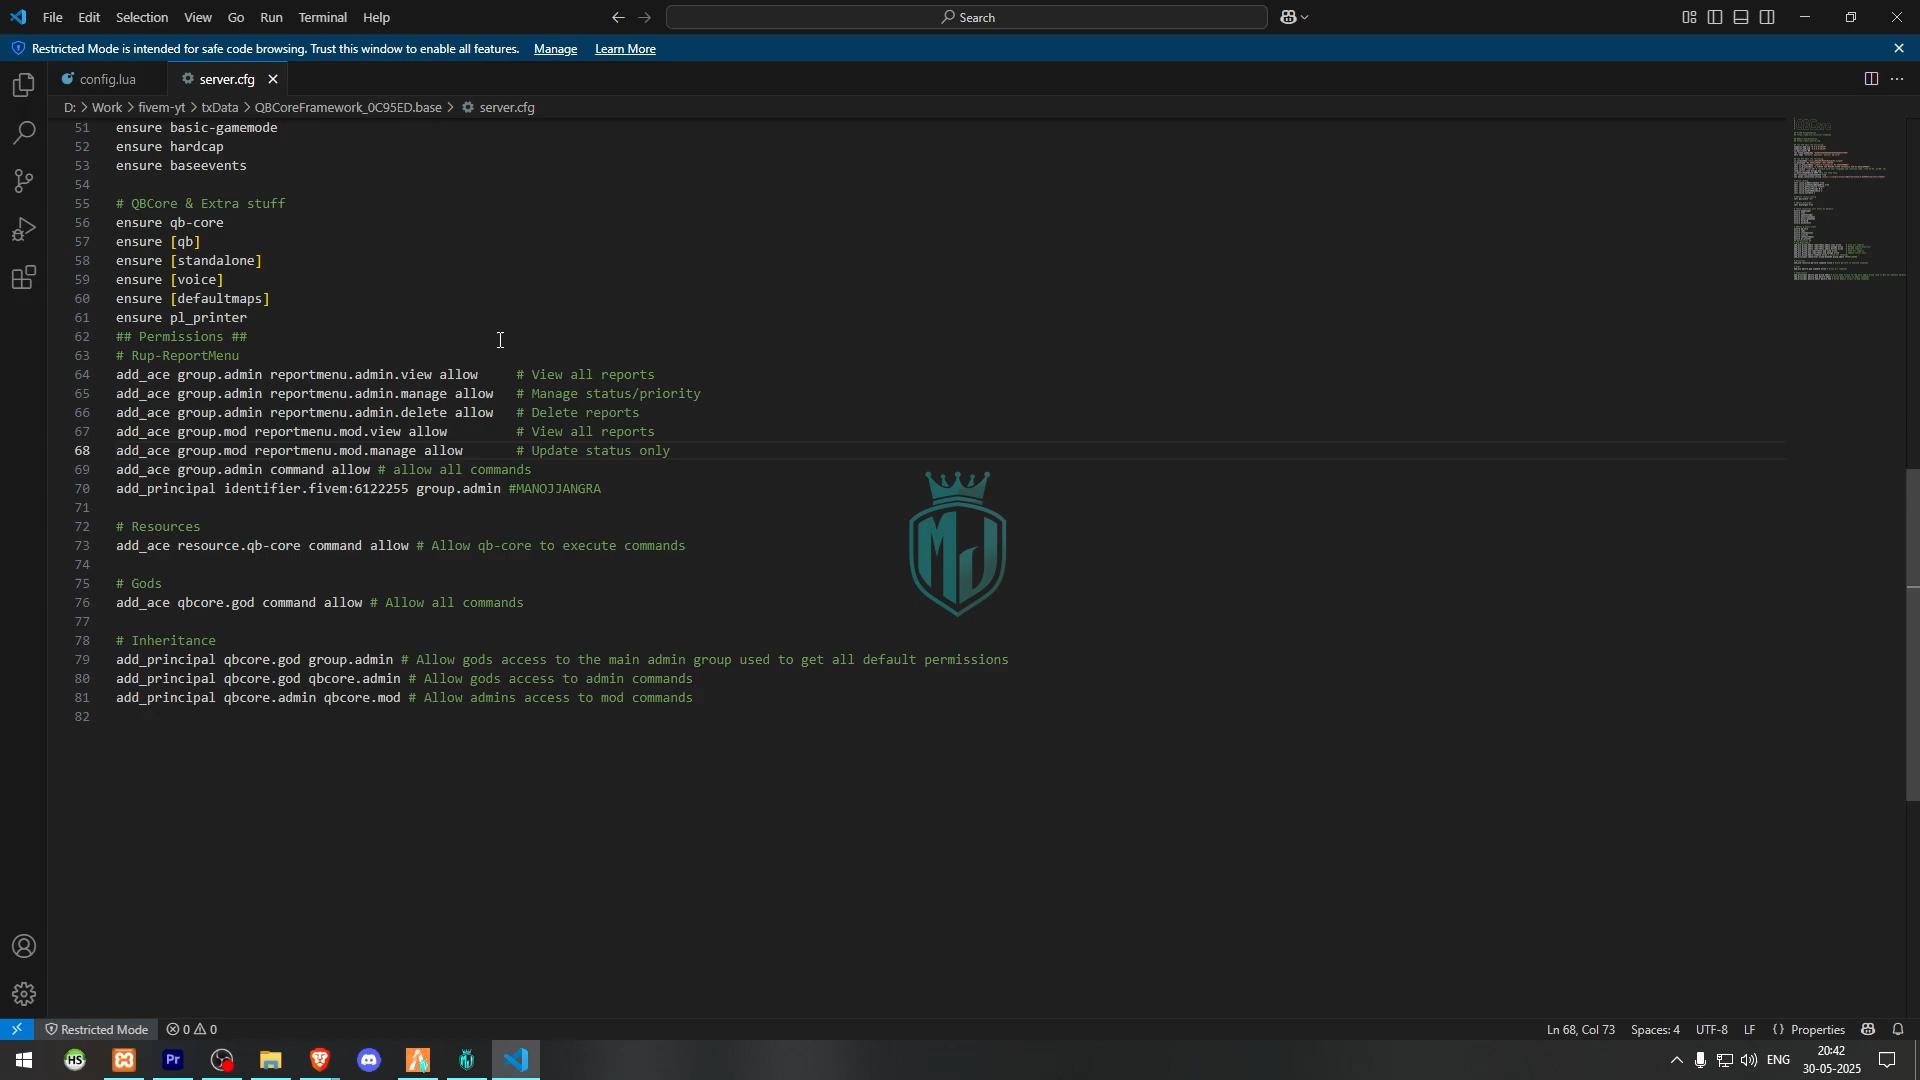 File Edit Selection View Go Run Terminal Help
Search
Restricted Mode is intended for safe code browsing. Trust this window to enable all features. Manage Learn More
config.lua server.cfg
D: > Work > fivem-yt > txData > QBCoreFramework_0C95ED.base > server.cfg
51 ensure basic-gamemode
52 ensure hardcap
53 ensure baseevents
54
55 # QBCore & Extra stuff
56 ensure qb-core
57 ensure [qb]
58 ensure [standalone]
59 ensure [voice]
60 ensure [defaultmaps]
61 ensure pl_printer
62 ## Permissions ##
63 # Rup-ReportMenu
64 add_ace group.admin reportmenu.admin.view allow # View all reports
65 add_ace group.admin reportmenu.admin.manage allow # Manage status/priority
66 add_ace group.admin reportmenu.admin.delete allow # Delete reports
67 add_ace group.mod reportmenu.mod.view allow # View all reports
68 add_ace group.mod reportmenu.mod.manage allow # Update status only
69 add_ace group.admin command allow # allow all commands
70 add_principal identifier.fivem:6122255 group.admin #MANOJJANGRA
71
72 # Resources
73 add_ace resource.qb-core command allow # Allow qb-core to execute commands
74
75 # Gods
76 add_ace qbcore.god command allow # Allow all commands
77
78 # Inheritance
79 add_principal qbcore.god group.admin # Allow gods access to the main admin group used to get all default permissions
80 add_principal qbcore.god qbcore.admin # Allow gods access to admin commands
81 add_principal qbcore.admin qbcore.mod # Allow admins access to mod commands
82
MJ
Restricted Mode 0 0 Ln 68, Col 73 Spaces: 4 UTF-8 LF {} Properties
HS Pr ENG 20:42
30-05-2025